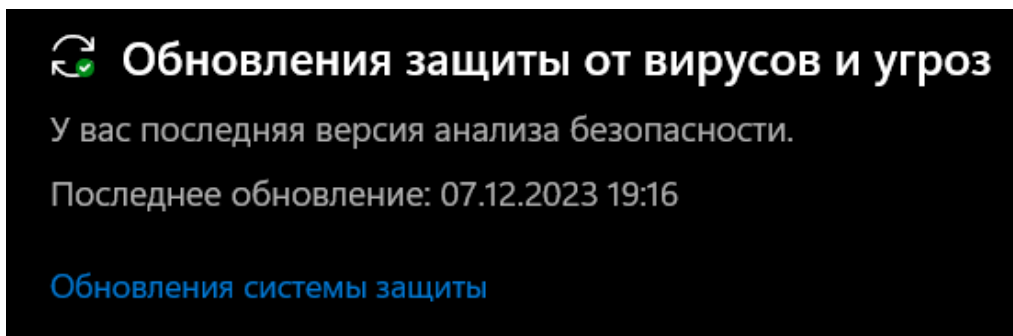 Обновления защиты от вирусов и угроз
У вас последняя версия анализа безопасности.
Последнее обновление: 07.12.2023 19:16
Обновления системы защиты